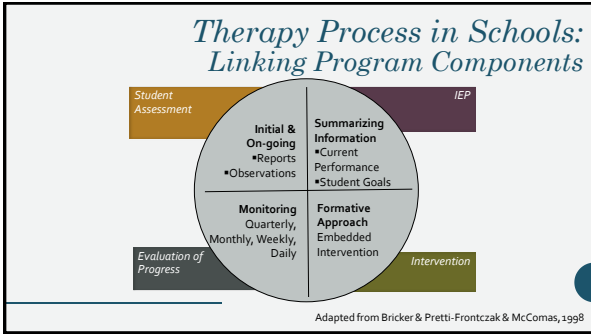 Therapy Process in Schools:
Linking Program Components
Student
Assessment
IEP
Initial &
On-going
▪Reports
▪Observations
Summarizing
Information
▪Current
Performance
▪Student Goals
Monitoring
Quarterly,
Monthly, Weekly,
Daily
Formative
Approach
Embedded
Intervention
Evaluation of
Progress
Intervention
Adapted from Bricker & Pretti-Frontczak & McComas, 1998